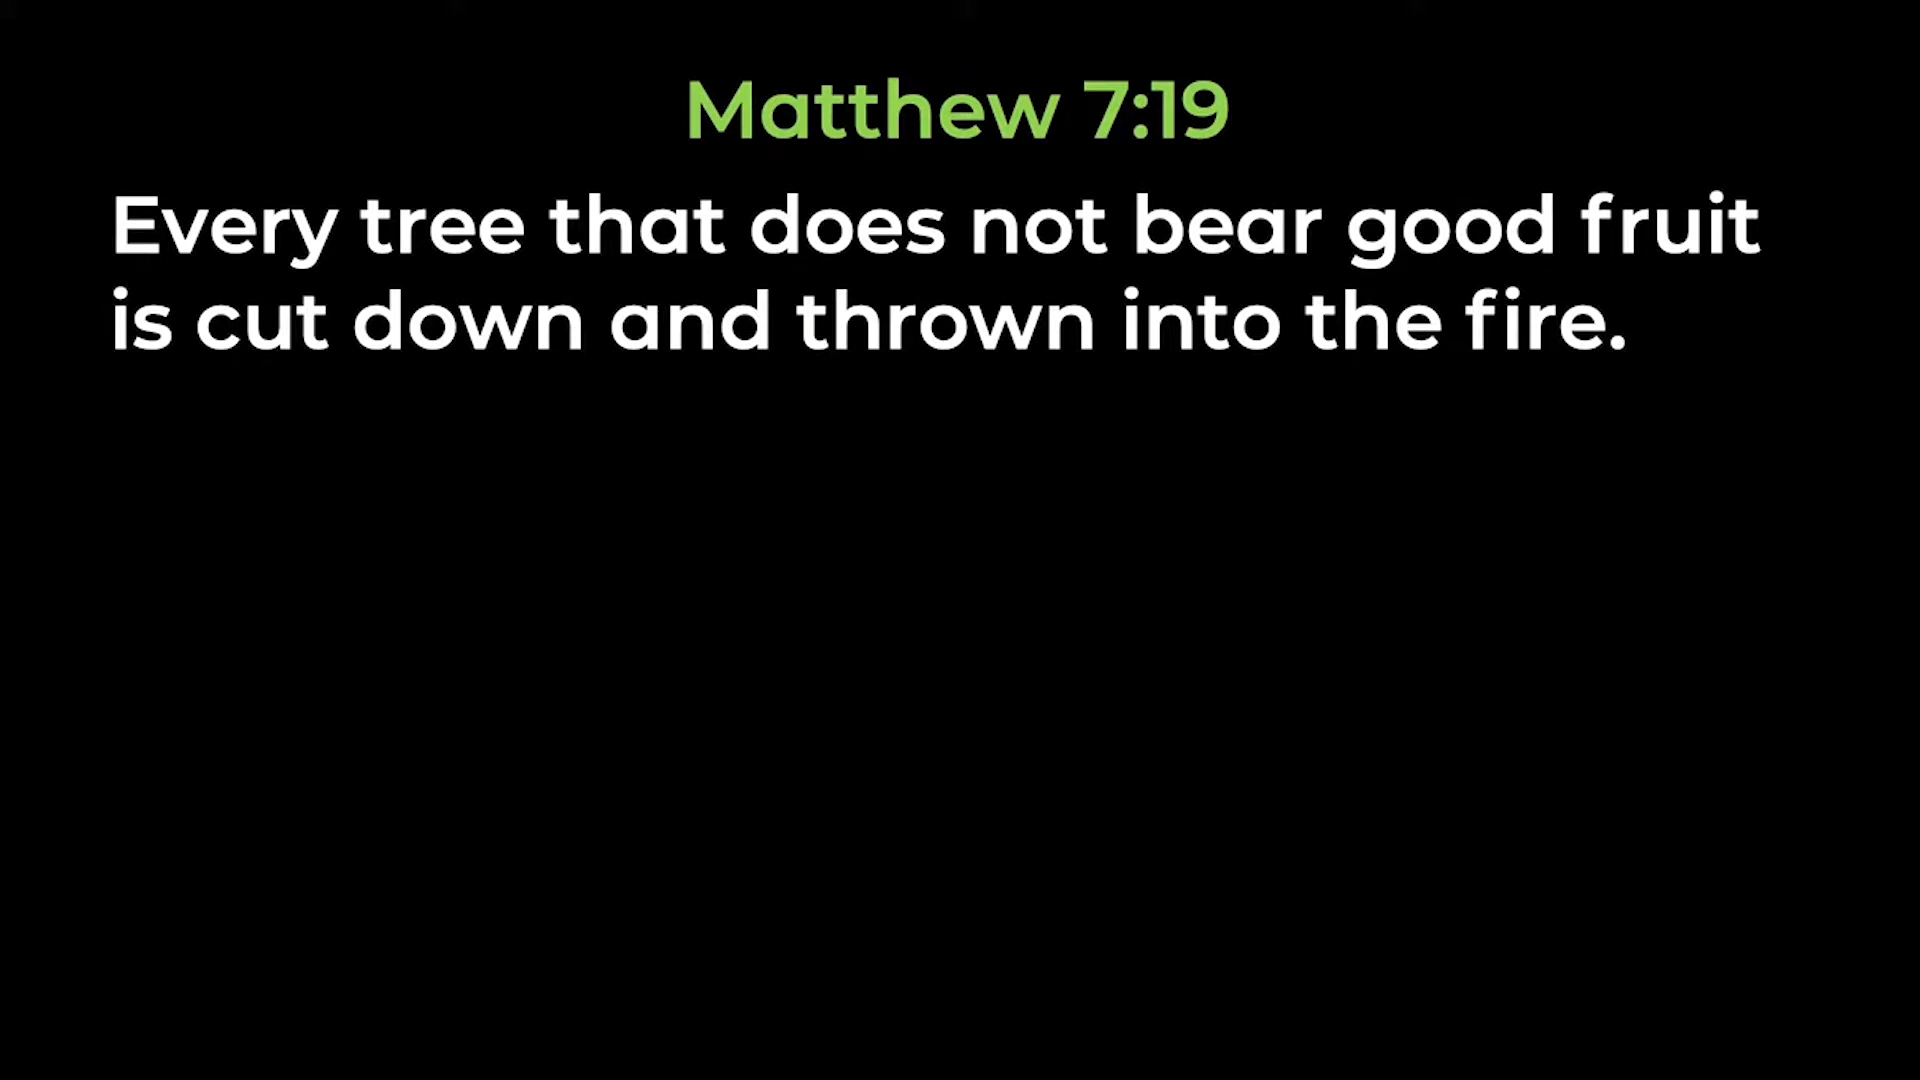 Matthew 7:19
Every tree that does not bear good fruit
is cut down and thrown into the fire.